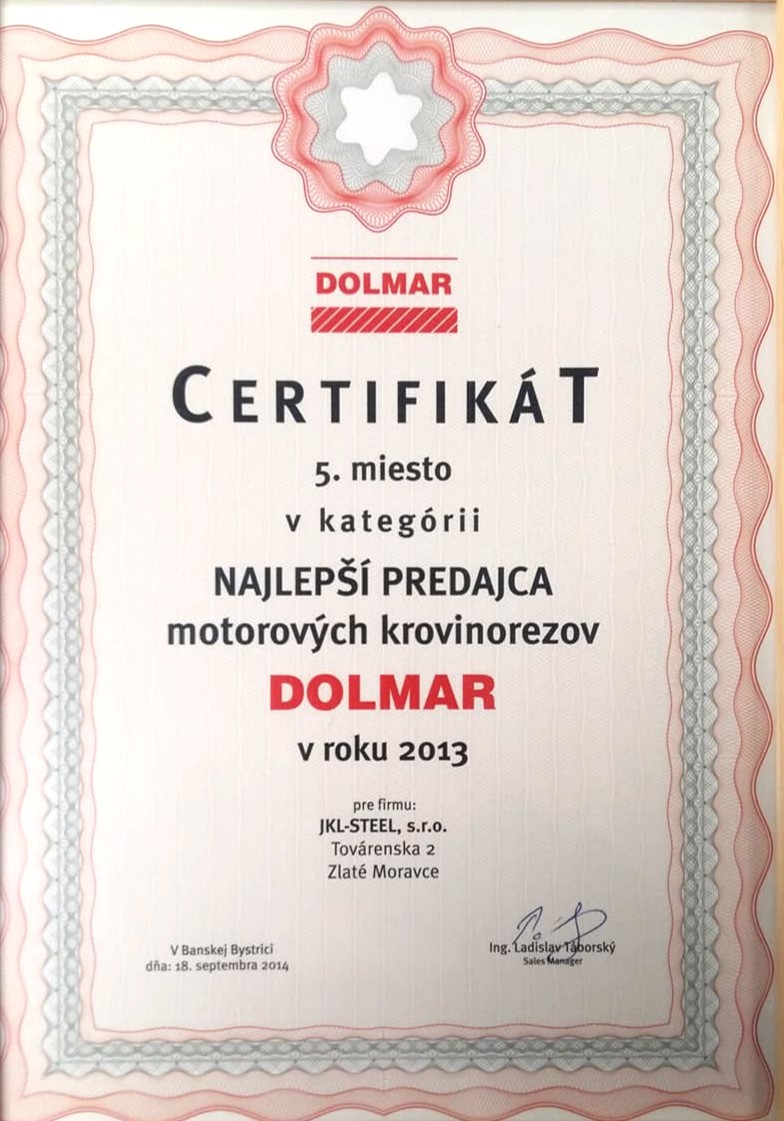 DOLMAR
CERTIFIKÁT
5. miesto
v kategórii
NAJLEPŠÍ PREDAJCA
motorových krovinorezov
DOLMAR
v roku 2013
pre firmu:
JKL-STEEL, s.r.o.
Továrenska 2
Zlaté Moravce
V Banskej Bystrici
dňa: 18. septembra 2014
Ing. Ladislav Táborský
Sales Manager